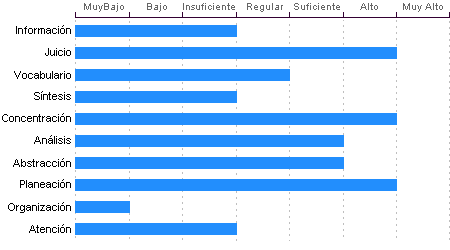 MuyBajo Bajo Insuficiente Regular Suficiente Alto Muy Alto
Información
Juicio
Vocabulario
Síntesis
Concentración
Análisis
Abstracción
Planeación
Organización
Atención